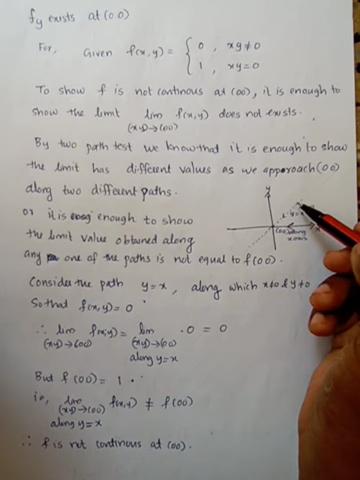 fy exists at (0,0)
For, Given f(x,y) = { 0 , xy ≠ 0
1 , xy = 0
To show f is not continous at (0,0), it is enough to
show the limit lim f(x,y) does not exists.
(x,y)→(0,0)
By two path test we know that it is enough to show
the limit has different values as we approach (0,0)
along two different paths.
or it is enough to show
the limit value obtained along
any one of the paths is not equal to f(0,0).
y
(0,0) along
x axis
Consider the path y=x, along which x≠0 & y≠0
So that f(x,y) = 0
∴ lim f(x,y) = lim 0 = 0
(x,y)→(0,0) (x,y)→(0,0)
along y=x
But f(0,0) = 1.
i.e, lim f(x,y) ≠ f(0,0)
(x,y)→(0,0)
along y=x
∴ f is not continous at (0,0).